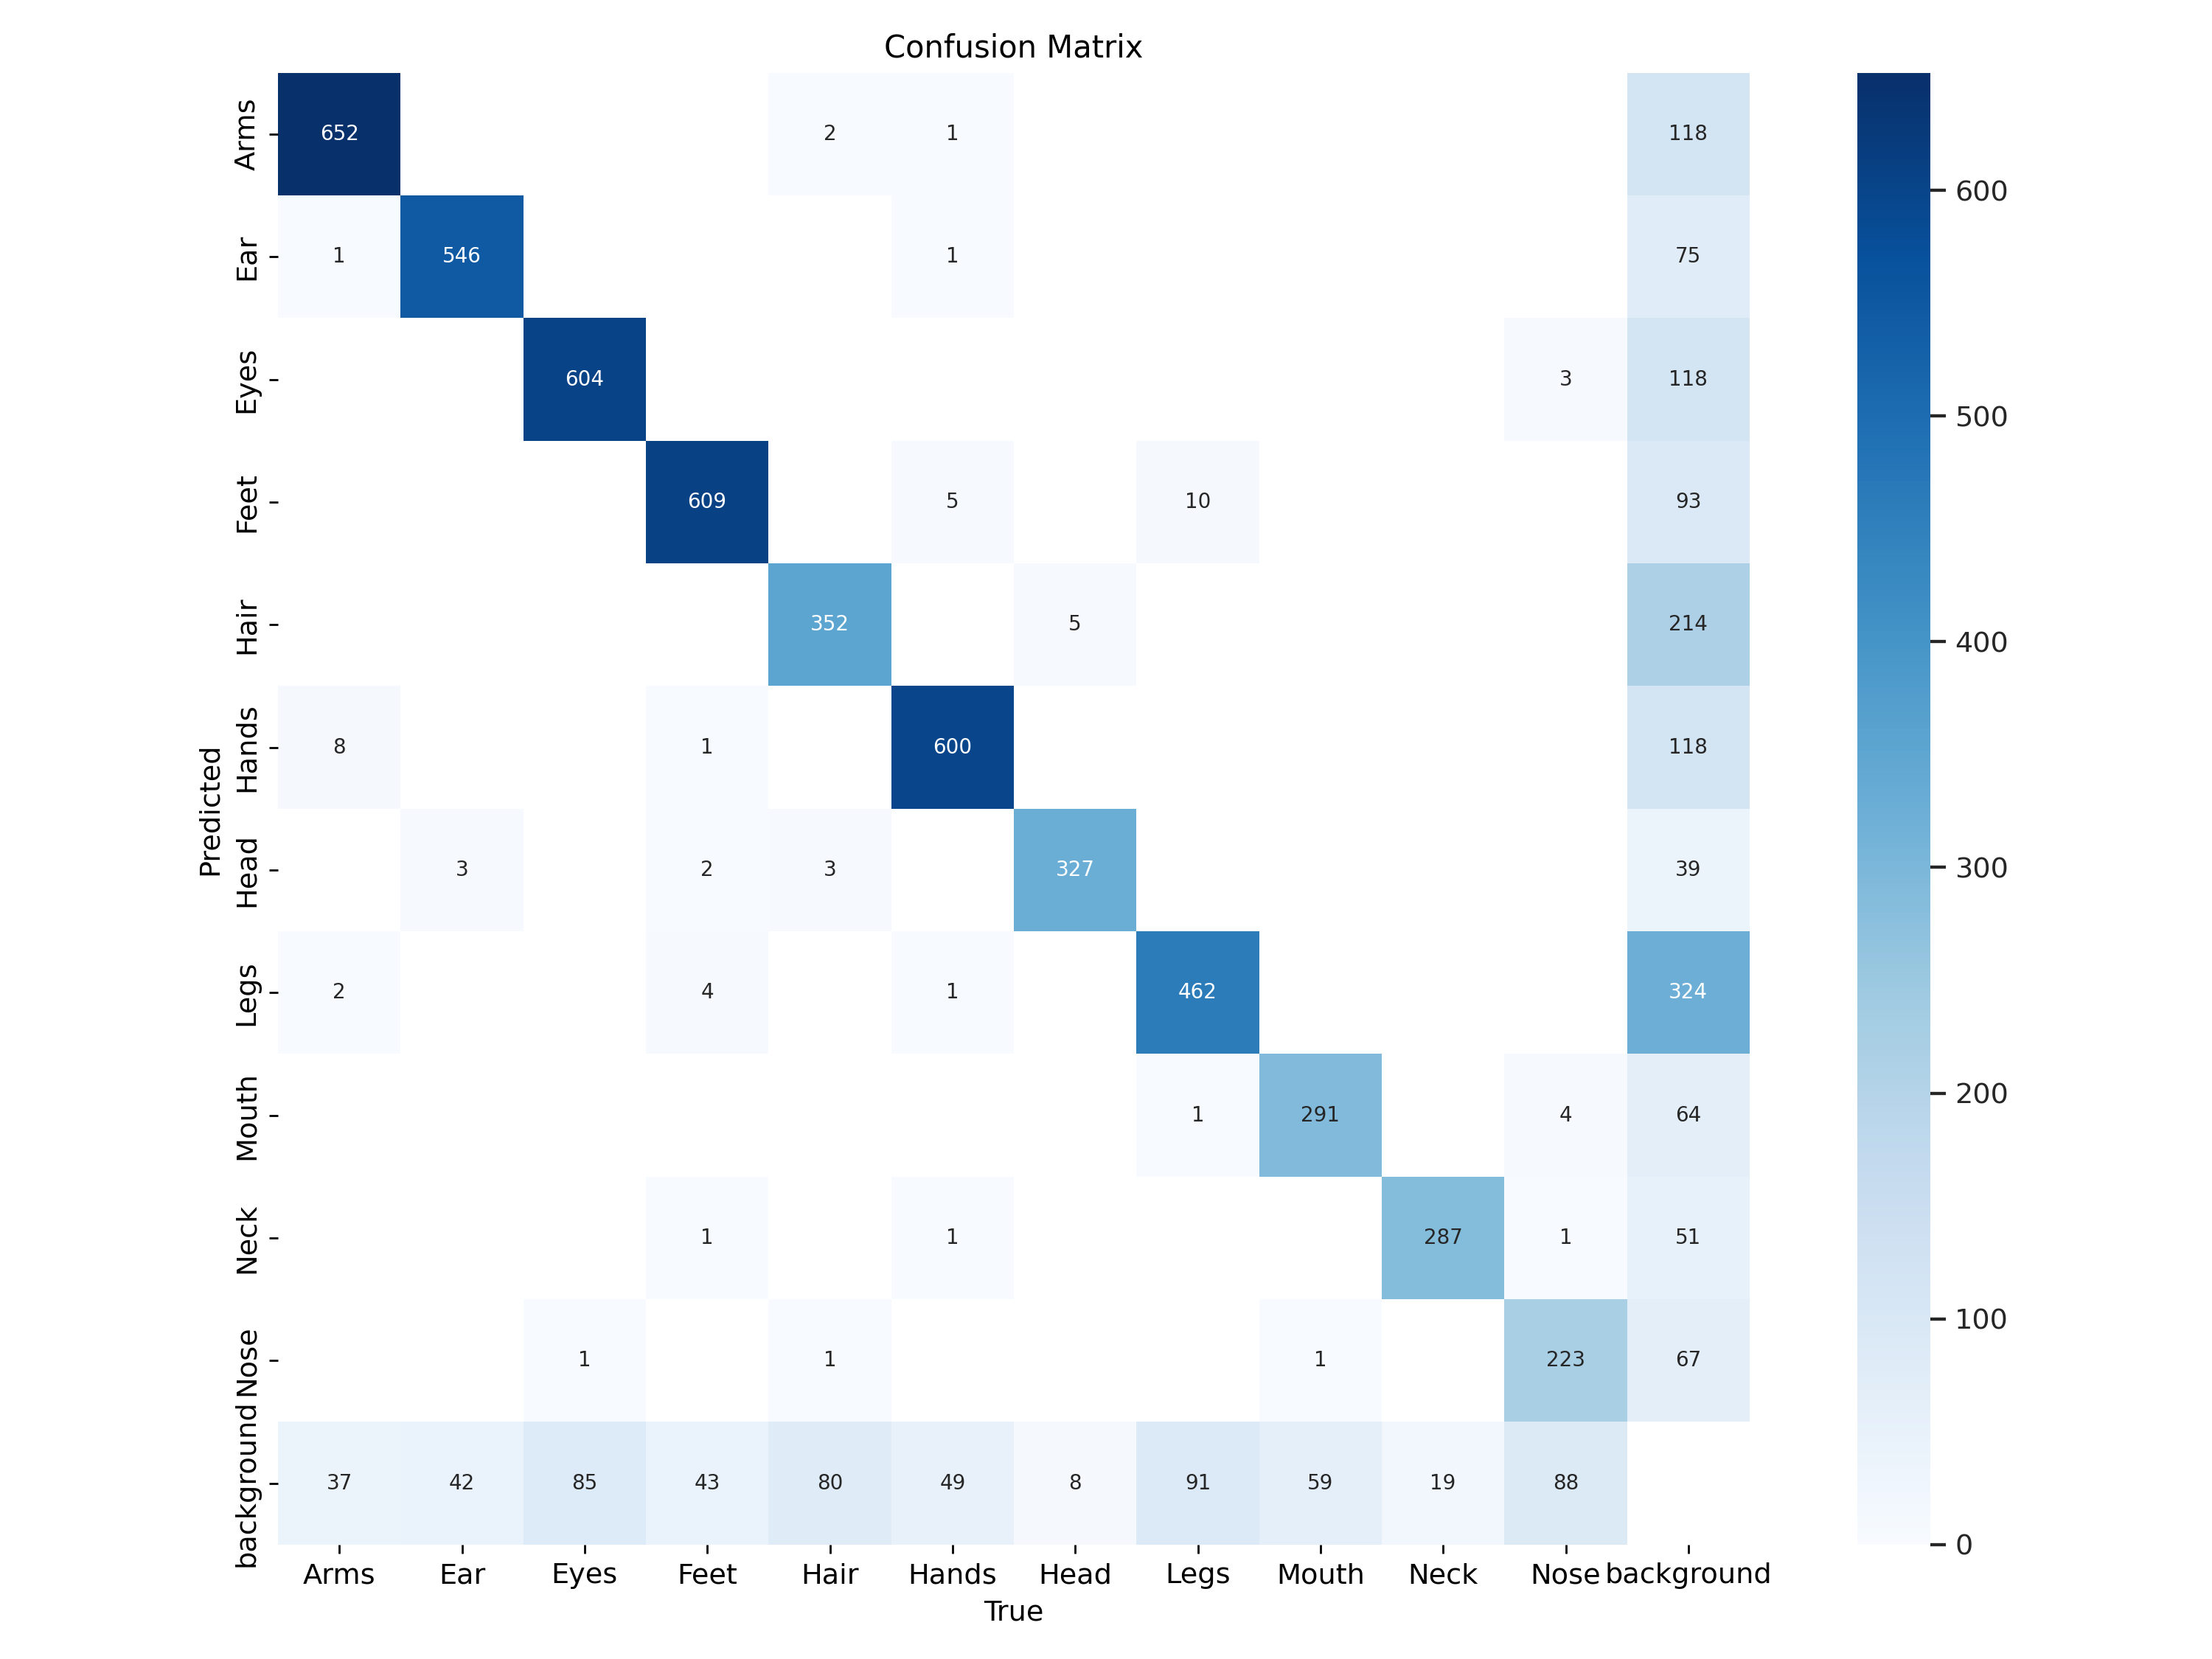 Confusion Matrix
Arms 652 2 1 118
Ear 1 546 1 75
Eyes 604 3 118
Feet 609 5 10 93
Hair 352 5 214
Hands 8 1 600 118
Head 3 2 3 327 39
Legs 2 4 1 462 324
Mouth 1 291 4 64
Neck 1 1 287 1 51
Nose 1 1 1 223 67
background 37 42 85 43 80 49 8 91 59 19 88
Arms Ear Eyes Feet Hair Hands Head Legs Mouth Neck Nose background
True
Predicted
600
500
400
300
200
100
0